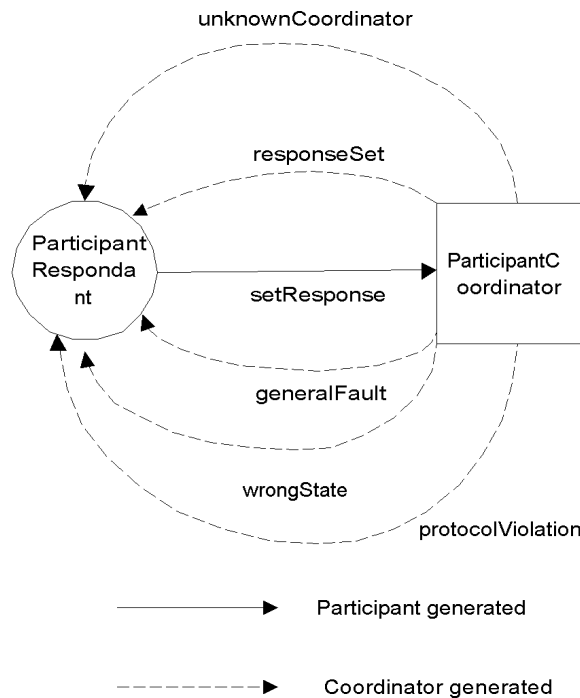 unknownCoordinator
responseSet
Participant
Responda
nt
ParticipantC
oordinator
setResponse
generalFault
wrongState
protocolViolation
Participant generated
Coordinator generated